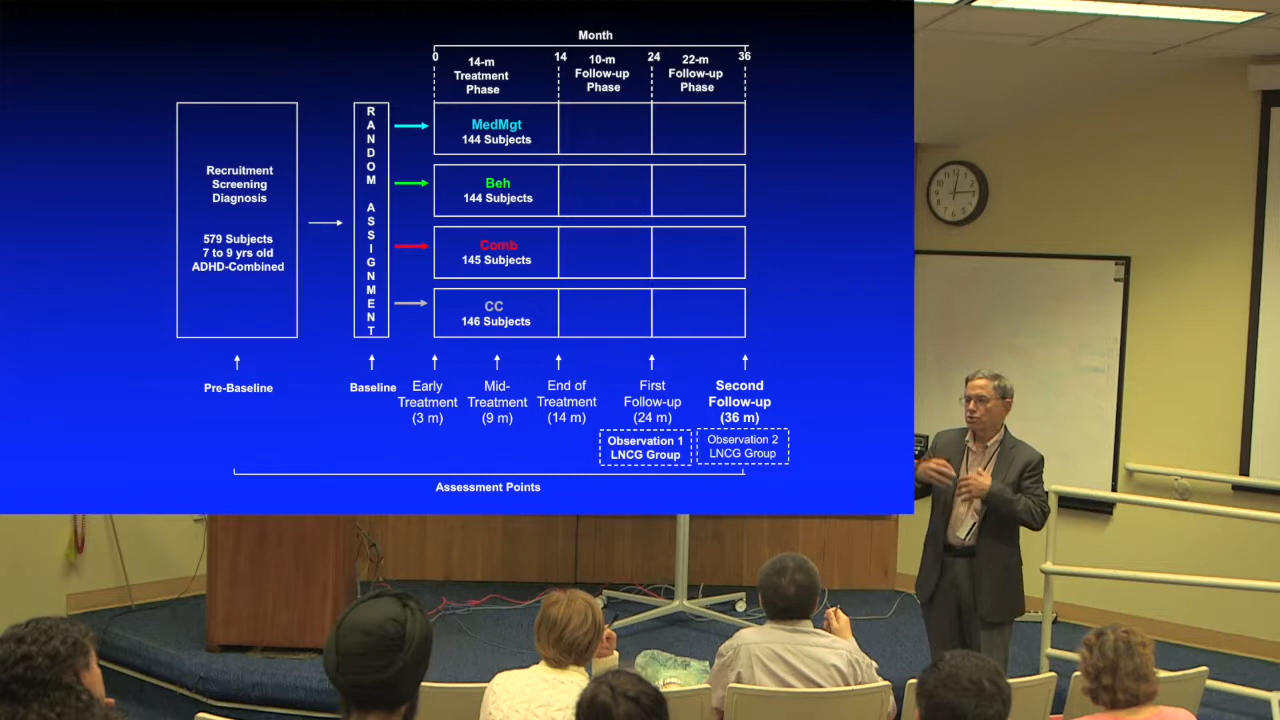 Month
0
14
24
36
14-m
Treatment
Phase
10-m
Follow-up
Phase
22-m
Follow-up
Phase
Recruitment
Screening
Diagnosis
579 Subjects
7 to 9 yrs old
ADHD-Combined
RANDOM ASSIGNMENT
MedMgt
144 Subjects
Beh
144 Subjects
Comb
145 Subjects
CC
146 Subjects
Pre-Baseline
Baseline
Early
Treatment
(3 m)
Mid-
Treatment
(9 m)
End of
Treatment
(14 m)
First
Follow-up
(24 m)
Second
Follow-up
(36 m)
Observation 1
LNCG Group
Observation 2
LNCG Group
Assessment Points